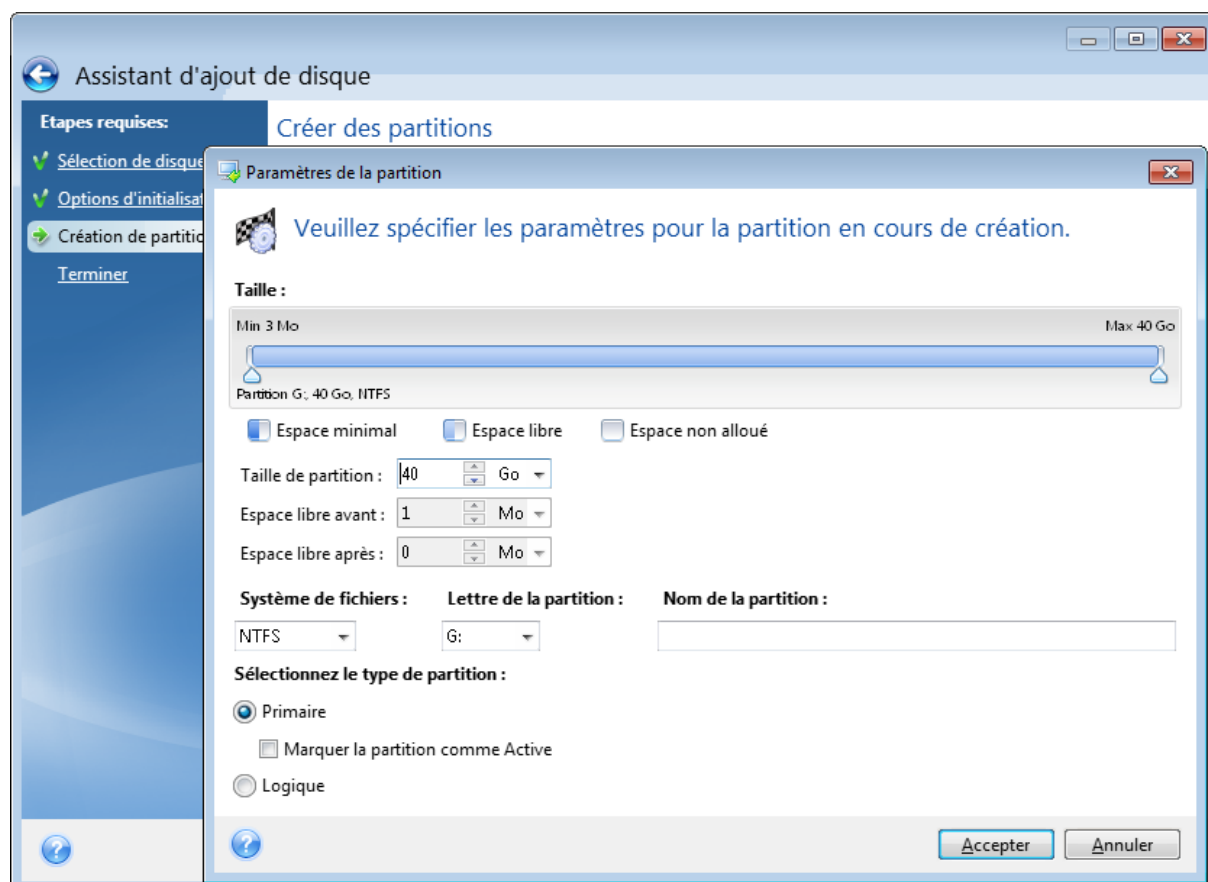 Assistant d'ajout de disque
Etapes requises:
Sélection de disque
Options d'initialisat
Création de partitic
Terminer
Créer des partitions
Paramètres de la partition
Veuillez spécifier les paramètres pour la partition en cours de création.
Taille :
Min 3 Mo Max 40 Go
Partition G:, 40 Go, NTFS
Espace minimal Espace libre Espace non alloué
Taille de partition : 40 Go
Espace libre avant : 1 Mo
Espace libre après : 0 Mo
Système de fichiers : Lettre de la partition : Nom de la partition :
NTFS G:
Sélectionnez le type de partition :
Primaire
Marquer la partition comme Active
Logique
Accepter Annuler